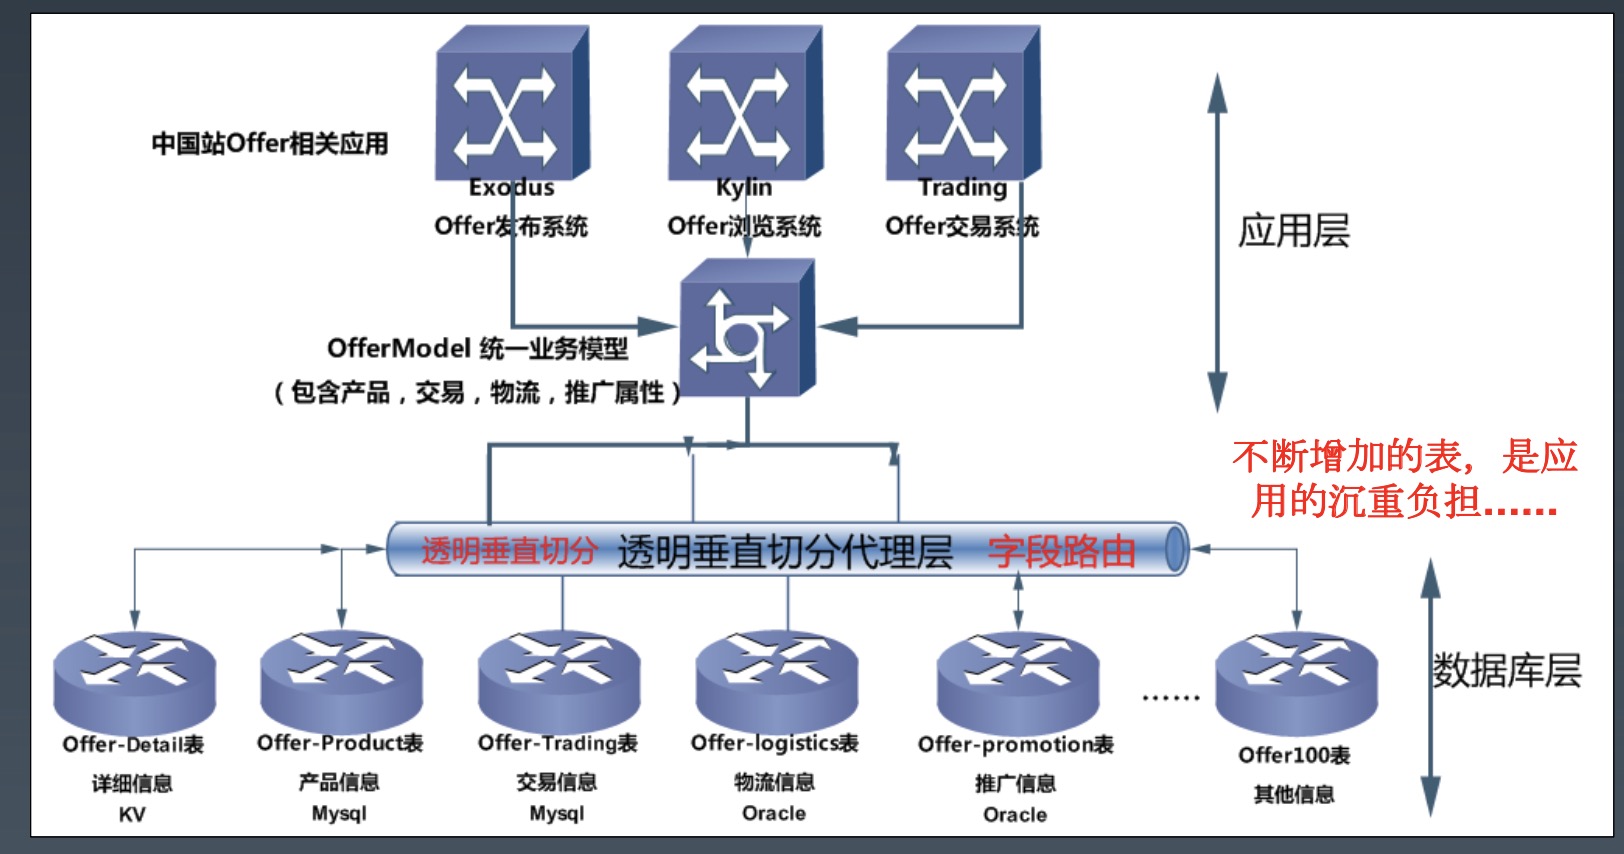 中国站Offer相关应用
Exodus
Kylin
Trading
Offer发布系统
Offer浏览系统
Offer交易系统
应用层
OfferModel 统一业务模型
（包含产品，交易，物流，推广属性）
不断增加的表，是应
用的沉重负担......
透明垂直切分
透明垂直切分代理层
字段路由
数据库层
......
Offer-Detail表
详细信息
KV
Offer-Product表
产品信息
Mysql
Offer-Trading表
交易信息
Mysql
Offer-logistics表
物流信息
Oracle
Offer-promotion表
推广信息
Oracle
Offer100表
其他信息